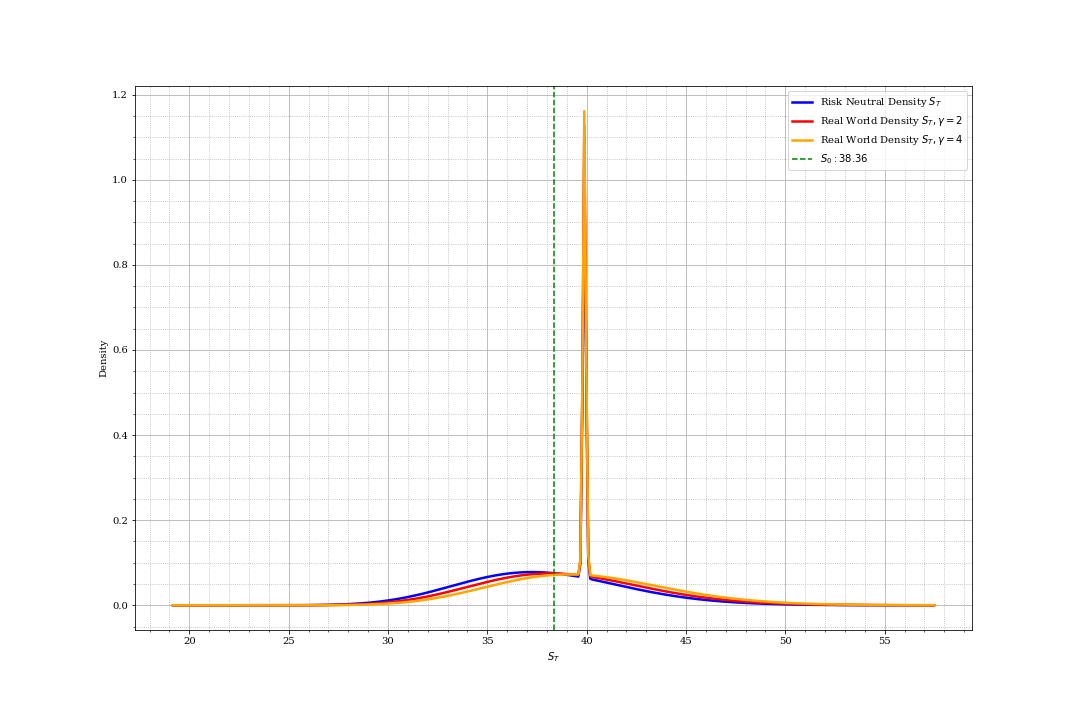 1.2
1.0
0.8
0.6
0.4
0.2
0.0
Density
20 25 30 35 40 45 50 55
S_T
Risk Neutral Density S_T
Real World Density S_T, γ = 2
Real World Density S_T, γ = 4
S_0 : 38.36